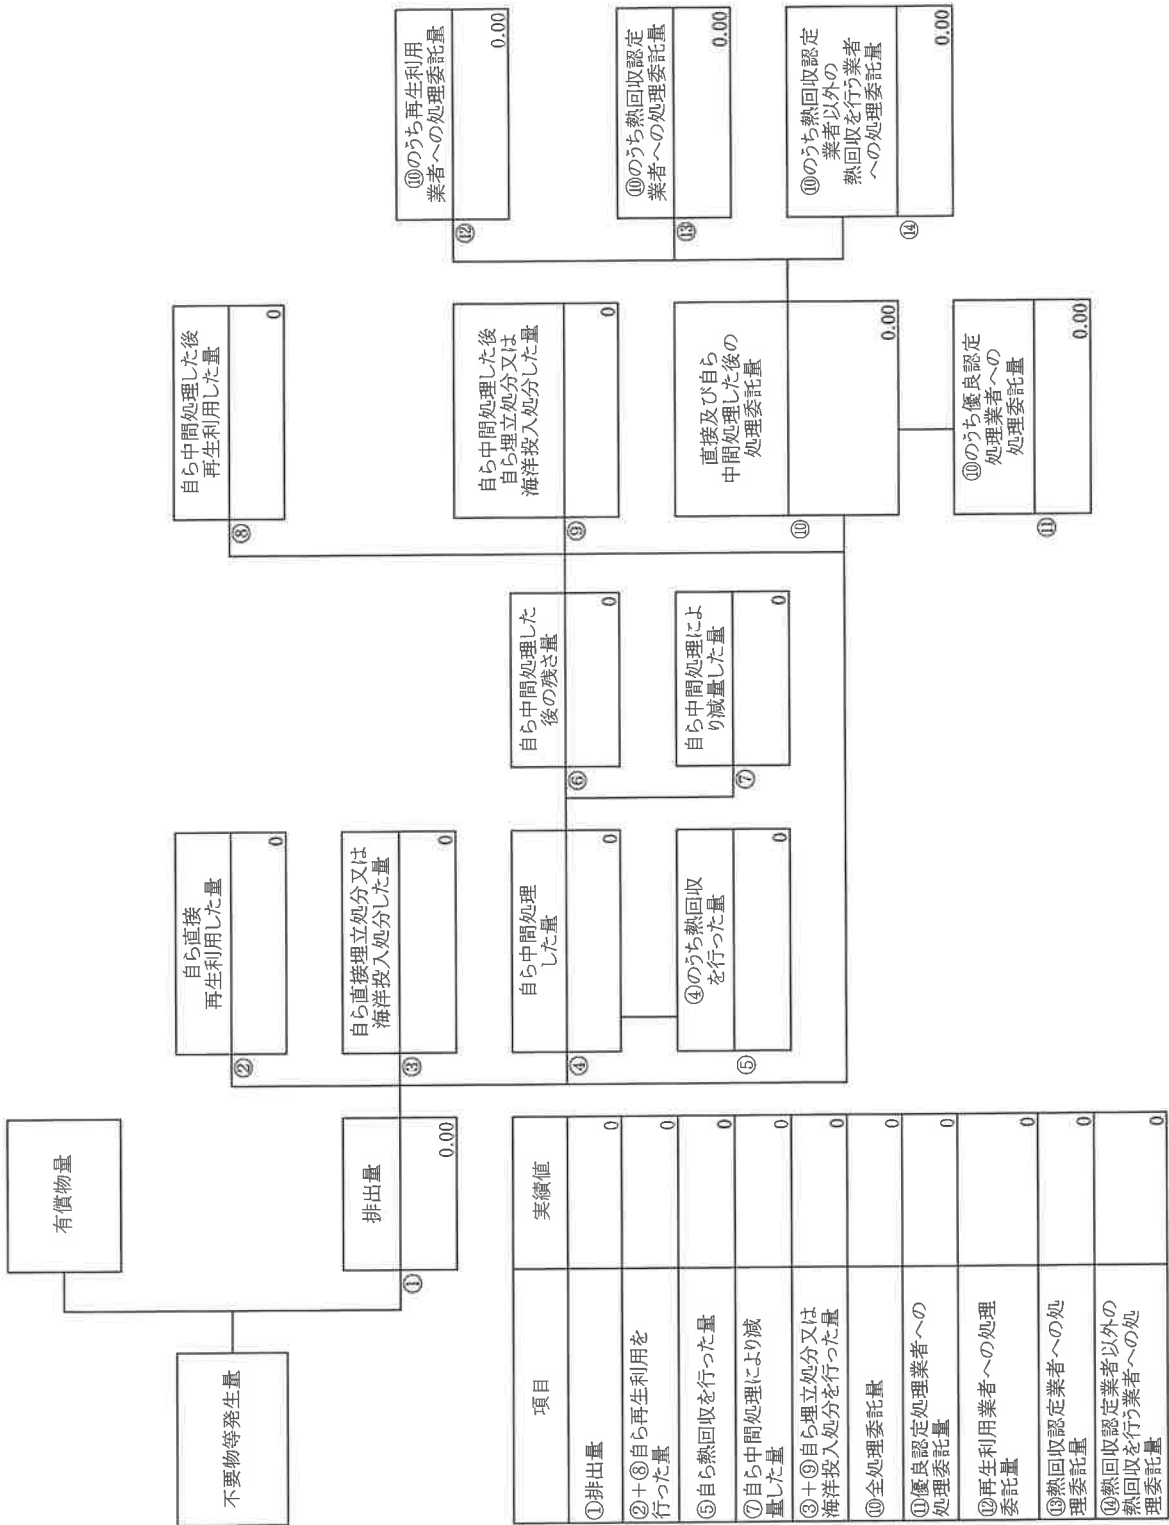 不要物等発生量
有償物量
①
排出量
0.00
②
自ら直接
再生利用した量
0
③
自ら直接埋立処分又は
海洋投入処分した量
0
④
自ら中間処理
した量
0
⑤
④のうち熱回収
を行った量
0
⑥
自ら中間処理した
後の残さ量
0
⑦
自ら中間処理によ
り減量した量
0
⑧
自ら中間処理した後
再生利用した量
0
⑨
自ら中間処理した後
自ら埋立処分又は
海洋投入処分した量
0
⑩
直接及び自ら
中間処理した後の
処理委託量
0.00
⑪
⑩のうち優良認定
処理業者への
処理委託量
0.00
⑫
⑩のうち再生利用
業者への処理委託量
0.00
⑬
⑩のうち熱回収認定
業者への処理委託量
0.00
⑭
⑩のうち熱回収認定
業者以外の
熱回収を行う業者
への処理委託量
0.00
項目 実績値
①排出量 0
②+⑧自ら再生利用を
行った量 0
⑤自ら熱回収を行った量 0
⑦自ら中間処理により減
量した量 0
③+⑨自ら埋立処分又は
海洋投入処分を行った量 0
⑩全処理委託量 0
⑪優良認定処理業者への
処理委託量 0
⑫再生利用業者への処理
委託量 0
⑬熱回収認定業者への処
理委託量 0
⑭熱回収認定業者以外の
熱回収を行う業者への処
理委託量 0